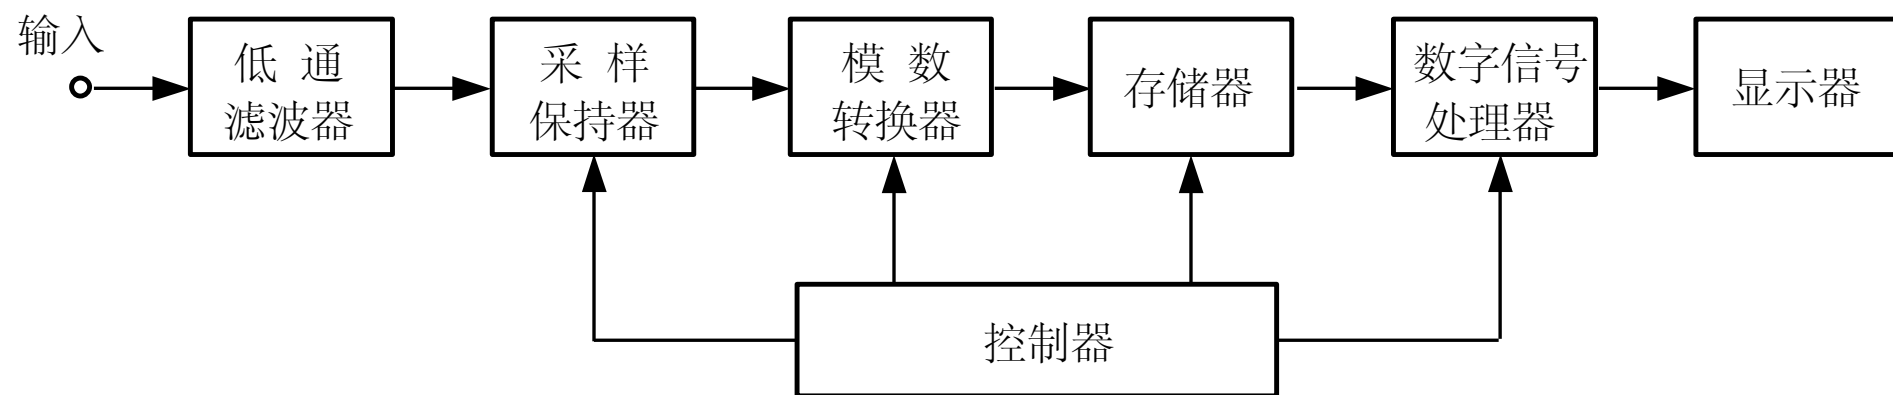 输入
低 通
滤波器
采 样
保持器
模 数
转换器
存储器
数字信号
处理器
显示器
控制器